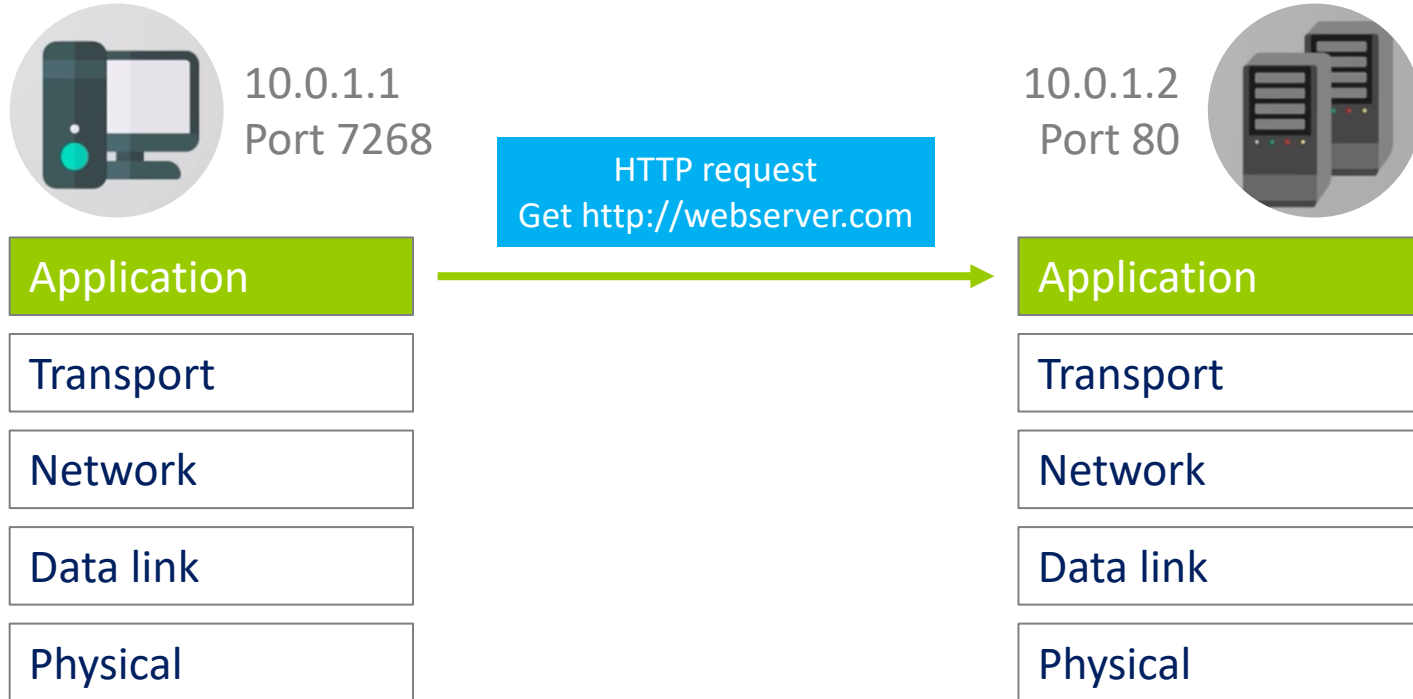 10.0.1.1
Port 7268
10.0.1.2
Port 80
HTTP request
Get http://webserver.com
Application
Application
Transport
Transport
Network
Network
Data link
Data link
Physical
Physical